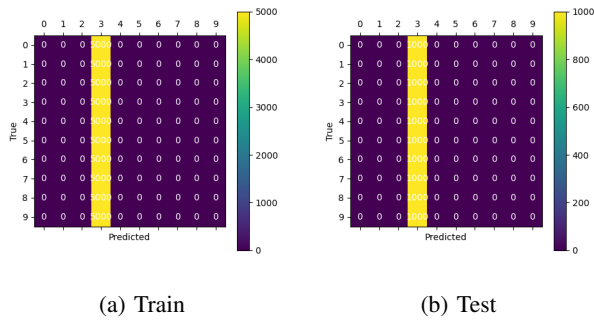 0 1 2 3 4 5 6 7 8 9
0 0 0 0 5000 0 0 0 0 0 0
1 0 0 0 5000 0 0 0 0 0 0
2 0 0 0 5000 0 0 0 0 0 0
3 0 0 0 5000 0 0 0 0 0 0
4 0 0 0 5000 0 0 0 0 0 0
5 0 0 0 5000 0 0 0 0 0 0
6 0 0 0 5000 0 0 0 0 0 0
7 0 0 0 5000 0 0 0 0 0 0
8 0 0 0 5000 0 0 0 0 0 0
9 0 0 0 5000 0 0 0 0 0 0
True
Predicted
5000
4000
3000
2000
1000
0
(a) Train
0 1 2 3 4 5 6 7 8 9
0 0 0 0 1000 0 0 0 0 0 0
1 0 0 0 1000 0 0 0 0 0 0
2 0 0 0 1000 0 0 0 0 0 0
3 0 0 0 1000 0 0 0 0 0 0
4 0 0 0 1000 0 0 0 0 0 0
5 0 0 0 1000 0 0 0 0 0 0
6 0 0 0 1000 0 0 0 0 0 0
7 0 0 0 1000 0 0 0 0 0 0
8 0 0 0 1000 0 0 0 0 0 0
9 0 0 0 1000 0 0 0 0 0 0
True
Predicted
1000
800
600
400
200
0
(b) Test